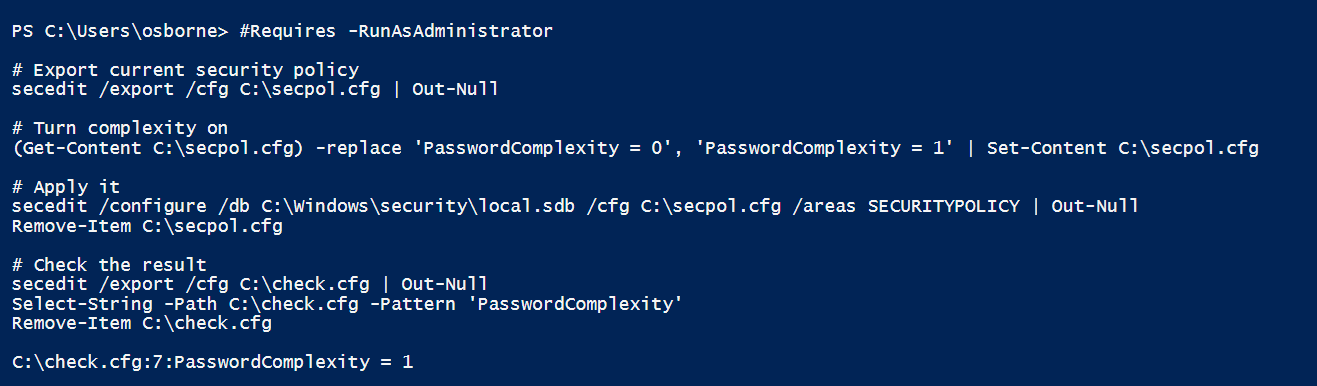 PS C:\Users\osborne> #Requires -RunAsAdministrator
# Export current security policy
secedit /export /cfg C:\secpol.cfg | Out-Null
# Turn complexity on
(Get-Content C:\secpol.cfg) -replace 'PasswordComplexity = 0', 'PasswordComplexity = 1' | Set-Content C:\secpol.cfg
# Apply it
secedit /configure /db C:\Windows\security\local.sdb /cfg C:\secpol.cfg /areas SECURITYPOLICY | Out-Null
Remove-Item C:\secpol.cfg
# Check the result
secedit /export /cfg C:\check.cfg | Out-Null
Select-String -Path C:\check.cfg -Pattern 'PasswordComplexity'
Remove-Item C:\check.cfg
C:\check.cfg:7:PasswordComplexity = 1